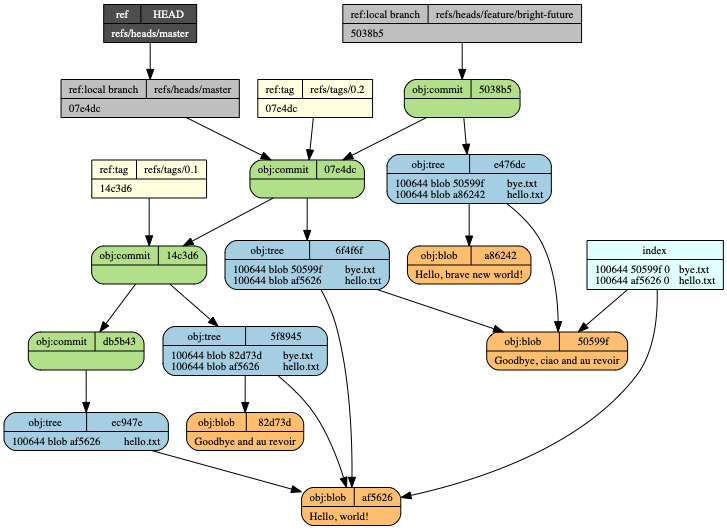 ref HEAD
refs/heads/master
ref:local branch refs/heads/feature/bright-future
5038b5
ref:local branch refs/heads/master
07e4dc
ref:tag refs/tags/0.2
07e4dc
obj:commit 5038b5
ref:tag refs/tags/0.1
14c3d6
obj:commit 07e4dc
obj:tree e476dc
100644 blob 50599f bye.txt
100644 blob a86242 hello.txt
obj:commit 14c3d6
obj:tree 6f4f6f
100644 blob 50599f bye.txt
100644 blob af5626 hello.txt
obj:blob a86242
Hello, brave new world!
index
100644 50599f 0 bye.txt
100644 af5626 0 hello.txt
obj:commit db5b43
obj:tree 5f8945
100644 blob 82d73d bye.txt
100644 blob af5626 hello.txt
obj:blob 50599f
Goodbye, ciao and au revoir
obj:tree ec947e
100644 blob af5626 hello.txt
obj:blob 82d73d
Goodbye and au revoir
obj:blob af5626
Hello, world!